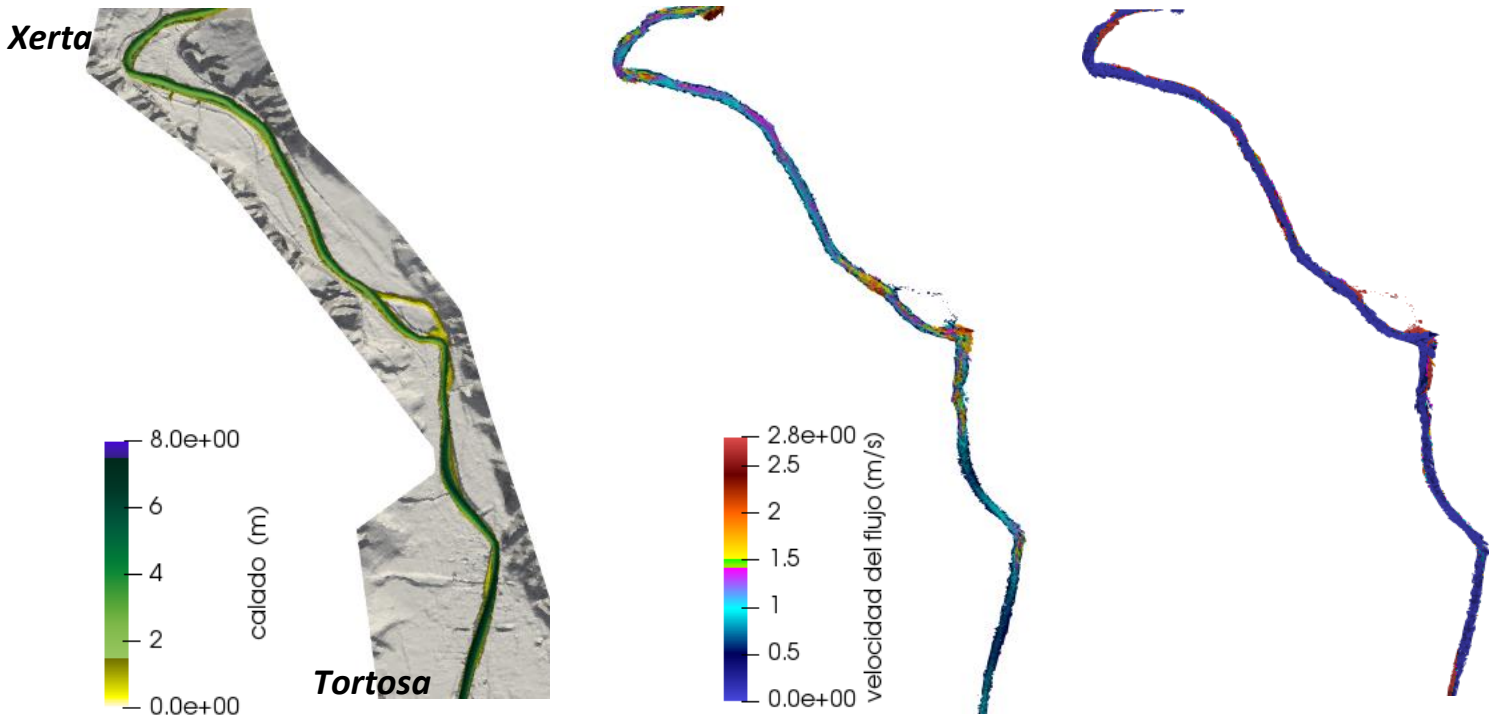 Xerta
8.0e+00
6
4
2
0.0e+00
calado (m)
Tortosa
2.8e+00
2.5
2
1.5
1
0.5
0.0e+00
velocidad del flujo (m/s)